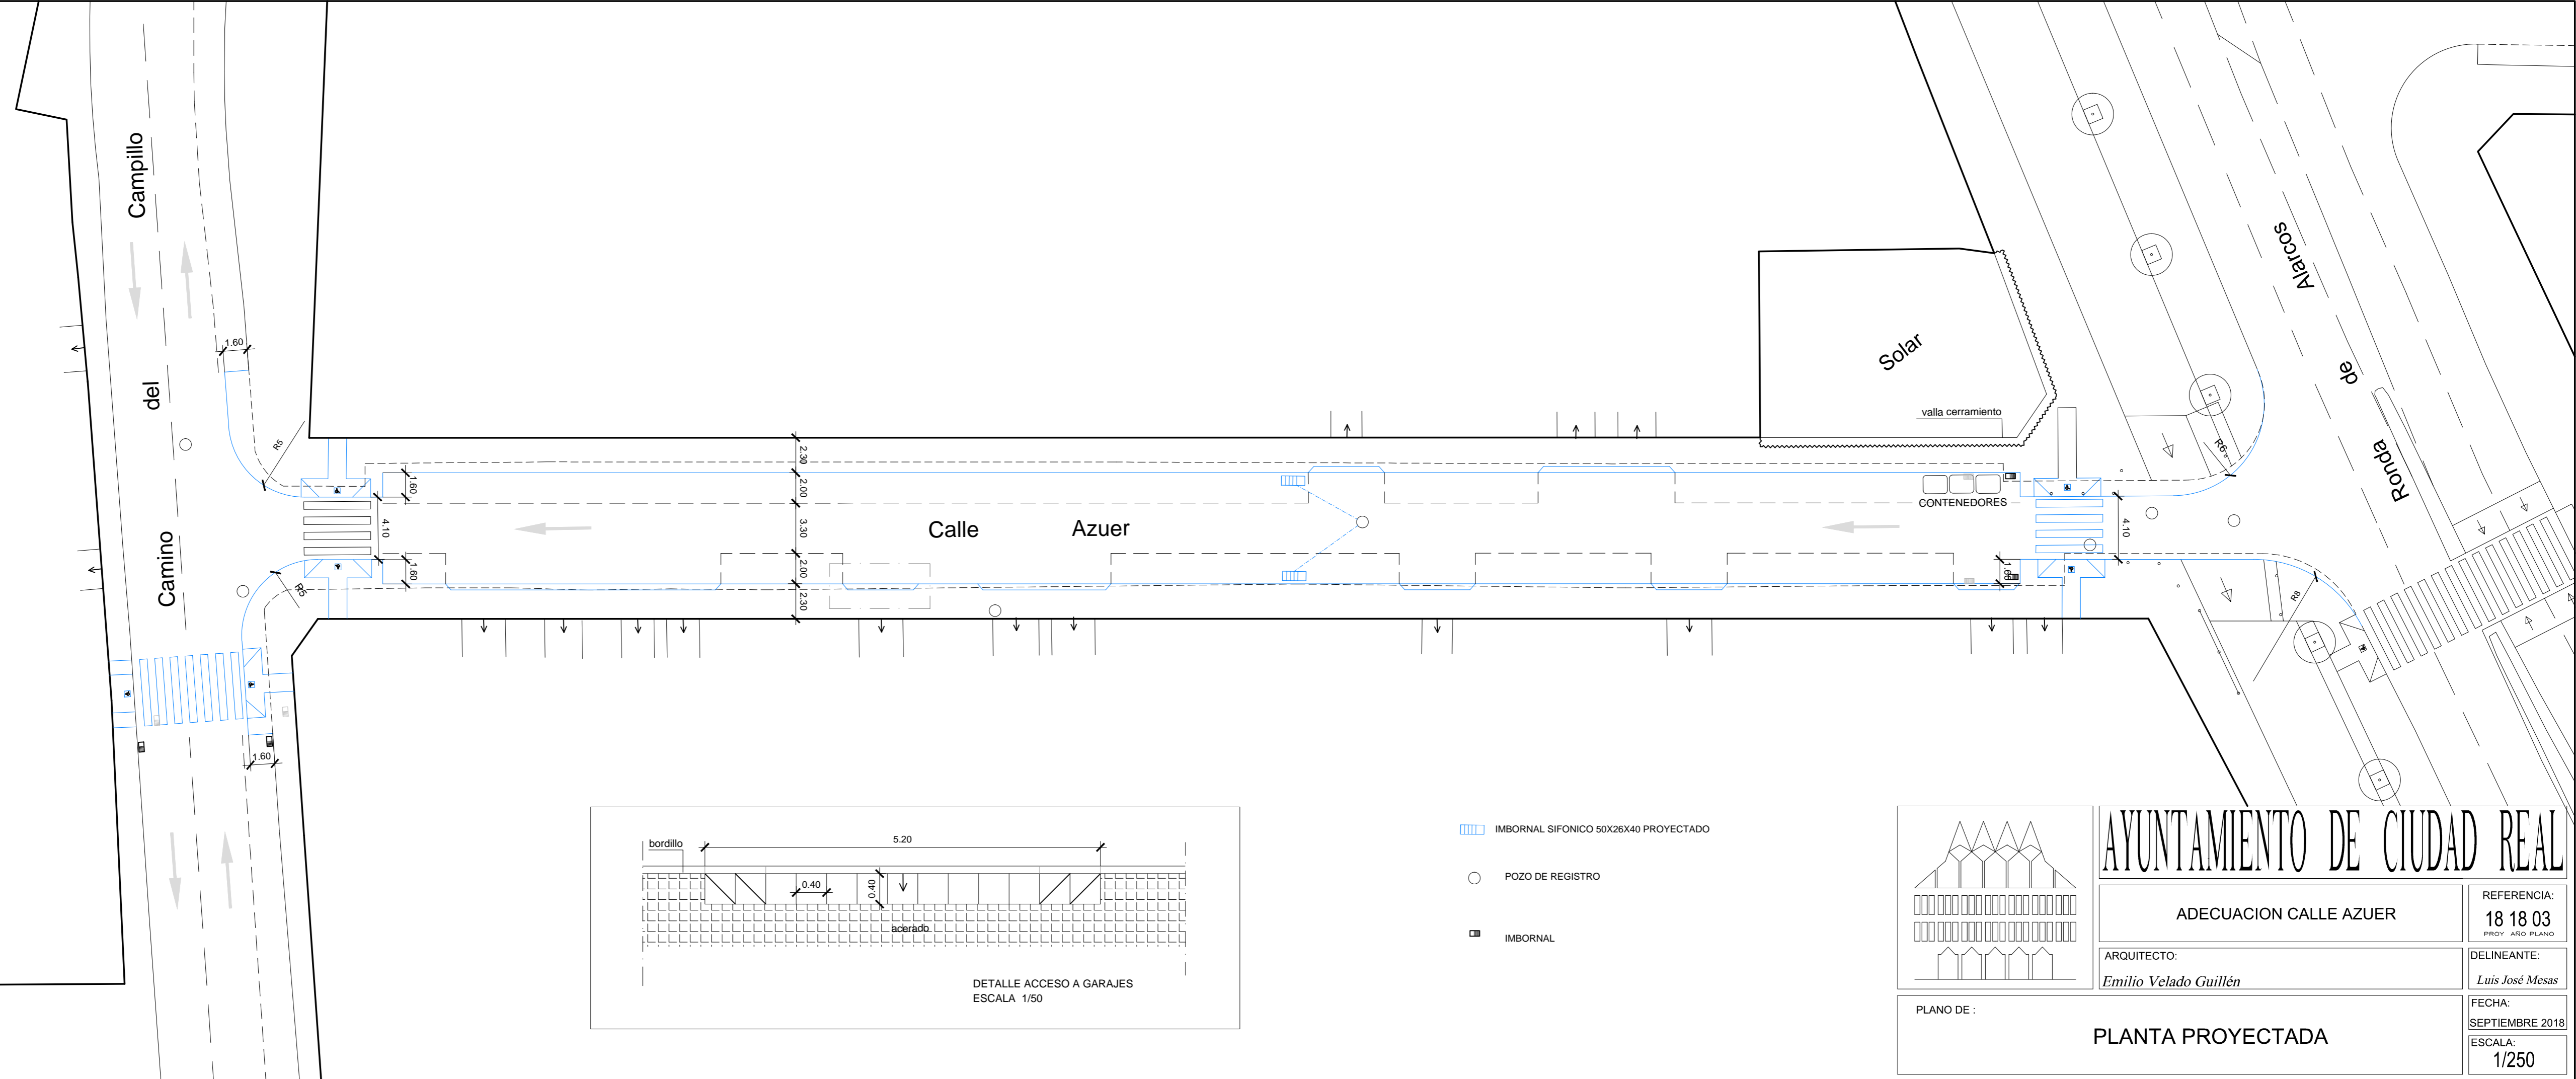 Campillo
del
Camino
1.60
R5
R5
1.60
1.60
4.10
1.60
2.30
2.00
3.30
2.00
2.30
Calle Azuer
Solar
valla cerramiento
CONTENEDORES
1.60
4.10
R6
R8
Alarcos
de
Ronda
bordillo
5.20
0.40
0.40
acerado
DETALLE ACCESO A GARAJES
ESCALA 1/50
IMBORNAL SIFONICO 50X26X40 PROYECTADO
POZO DE REGISTRO
IMBORNAL
AYUNTAMIENTO DE CIUDAD REAL
ADECUACION CALLE AZUER
REFERENCIA:
18 18 03
PROY AÑO PLANO
ARQUITECTO:
Emilio Velado Guillén
DELINEANTE:
Luis José Mesas
PLANO DE :
PLANTA PROYECTADA
FECHA:
SEPTIEMBRE 2018
ESCALA:
1/250